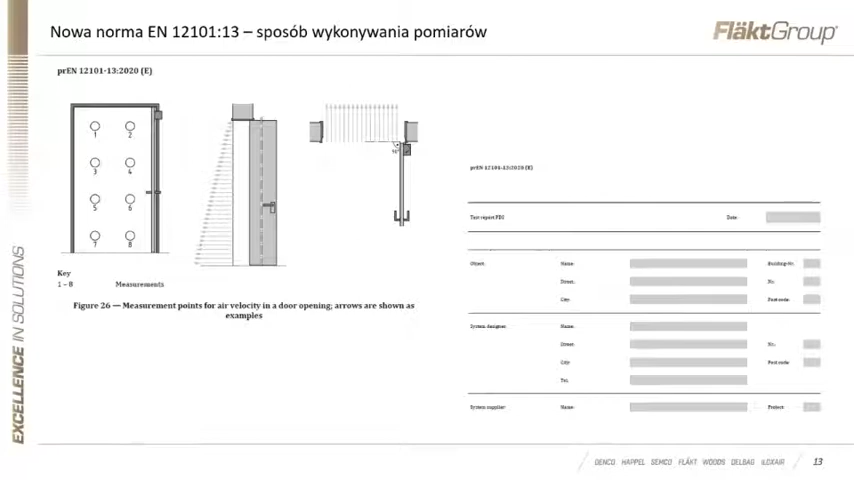 Nowa norma EN 12101:13 – sposób wykonywania pomiarów
FläktGroup
prEN 12101-13:2020 (E)
1 2
3 4
5 6
7 8
Key
1 – 8 Measurements
Figure 26 — Measurement points for air velocity in a door opening; arrows are shown as
examples
prEN 12101-13:2020 (E)
Test report PDS Date
Object Name: Building-Nr.
Street: No
City: Post code:
System designer Name:
Street: No.:
City: Post code
Tel.
System supplier Name: Project
EXCELLENCE IN SOLUTIONS
DENCO HAPPEL SEMCO FLÄKT WOODS DELBAG ILOXAIR
13